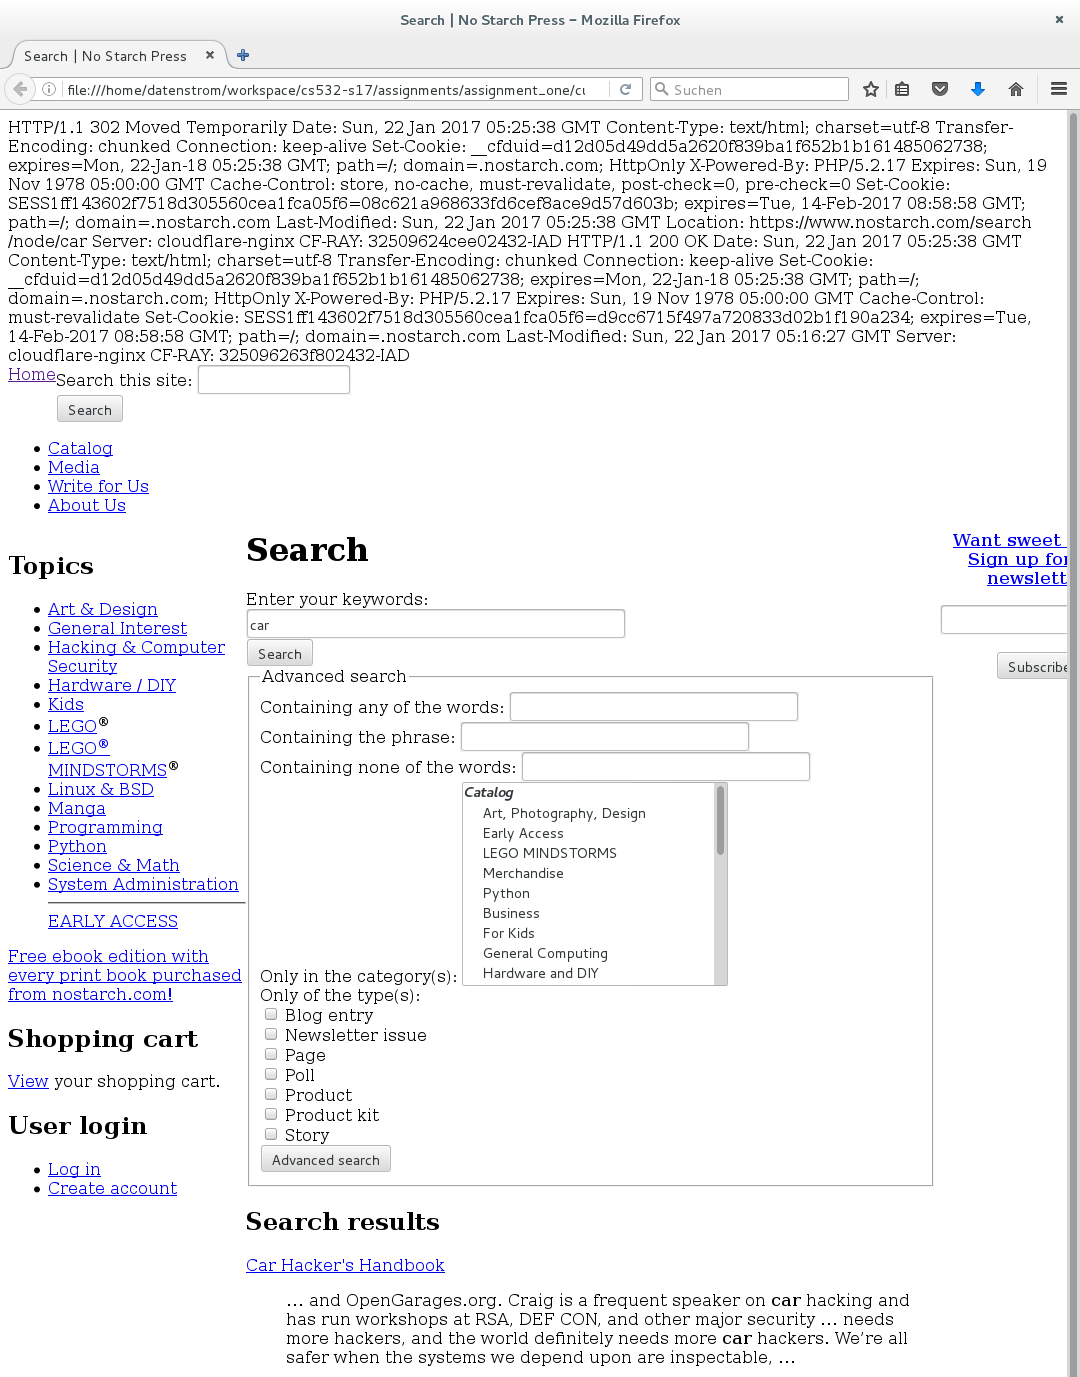 Search | No Starch Press - Mozilla Firefox
Search | No Starch Press
file:///home/datenstrom/workspace/cs532-s17/assignments/assignment_one/cu
Suchen
HTTP/1.1 302 Moved Temporarily Date: Sun, 22 Jan 2017 05:25:38 GMT Content-Type: text/html; charset=utf-8 Transfer-
Encoding: chunked Connection: keep-alive Set-Cookie: __cfduid=d12d05d49dd5a2620f839ba1f652b1b161485062738;
expires=Mon, 22-Jan-18 05:25:38 GMT; path=/; domain=.nostarch.com; HttpOnly X-Powered-By: PHP/5.2.17 Expires: Sun, 19
Nov 1978 05:00:00 GMT Cache-Control: store, no-cache, must-revalidate, post-check=0, pre-check=0 Set-Cookie:
SESS1ff143602f7518d305560cea1fca05f6=08c621a968633fd6cef8ace9d57d603b; expires=Tue, 14-Feb-2017 08:58:58 GMT;
path=/; domain=.nostarch.com Last-Modified: Sun, 22 Jan 2017 05:25:38 GMT Location: https://www.nostarch.com/search
/node/car Server: cloudflare-nginx CF-RAY: 32509624cee02432-IAD HTTP/1.1 200 OK Date: Sun, 22 Jan 2017 05:25:38 GMT
Content-Type: text/html; charset=utf-8 Transfer-Encoding: chunked Connection: keep-alive Set-Cookie:
__cfduid=d12d05d49dd5a2620f839ba1f652b1b161485062738; expires=Mon, 22-Jan-18 05:25:38 GMT; path=/;
domain=.nostarch.com; HttpOnly X-Powered-By: PHP/5.2.17 Expires: Sun, 19 Nov 1978 05:00:00 GMT Cache-Control:
must-revalidate Set-Cookie: SESS1ff143602f7518d305560cea1fca05f6=d9cc6715f497a720833d02b1f190a234; expires=Tue,
14-Feb-2017 08:58:58 GMT; path=/; domain=.nostarch.com Last-Modified: Sun, 22 Jan 2017 05:16:27 GMT Server:
cloudflare-nginx CF-RAY: 325096263f802432-IAD
Home Search this site:
Search
Catalog
Media
Write for Us
About Us
Topics
Art & Design
General Interest
Hacking & Computer
Security
Hardware / DIY
Kids
LEGO®
LEGO®
MINDSTORMS®
Linux & BSD
Manga
Programming
Python
Science & Math
System Administration
EARLY ACCESS
Free ebook edition with
every print book purchased
from nostarch.com!
Shopping cart
View your shopping cart.
User login
Log in
Create account
Search
Enter your keywords:
car
Search
Advanced search
Containing any of the words:
Containing the phrase:
Containing none of the words:
Catalog
Art, Photography, Design
Early Access
LEGO MINDSTORMS
Merchandise
Python
Business
For Kids
General Computing
Hardware and DIY
Only in the category(s):
Only of the type(s):
Blog entry
Newsletter issue
Page
Poll
Product
Product kit
Story
Advanced search
Search results
Car Hacker's Handbook
... and OpenGarages.org. Craig is a frequent speaker on car hacking and
has run workshops at RSA, DEF CON, and other major security ... needs
more hackers, and the world definitely needs more car hackers. We’re all
safer when the systems we depend upon are inspectable, ...
Want sweet
Sign up for
newslett
Subscribe